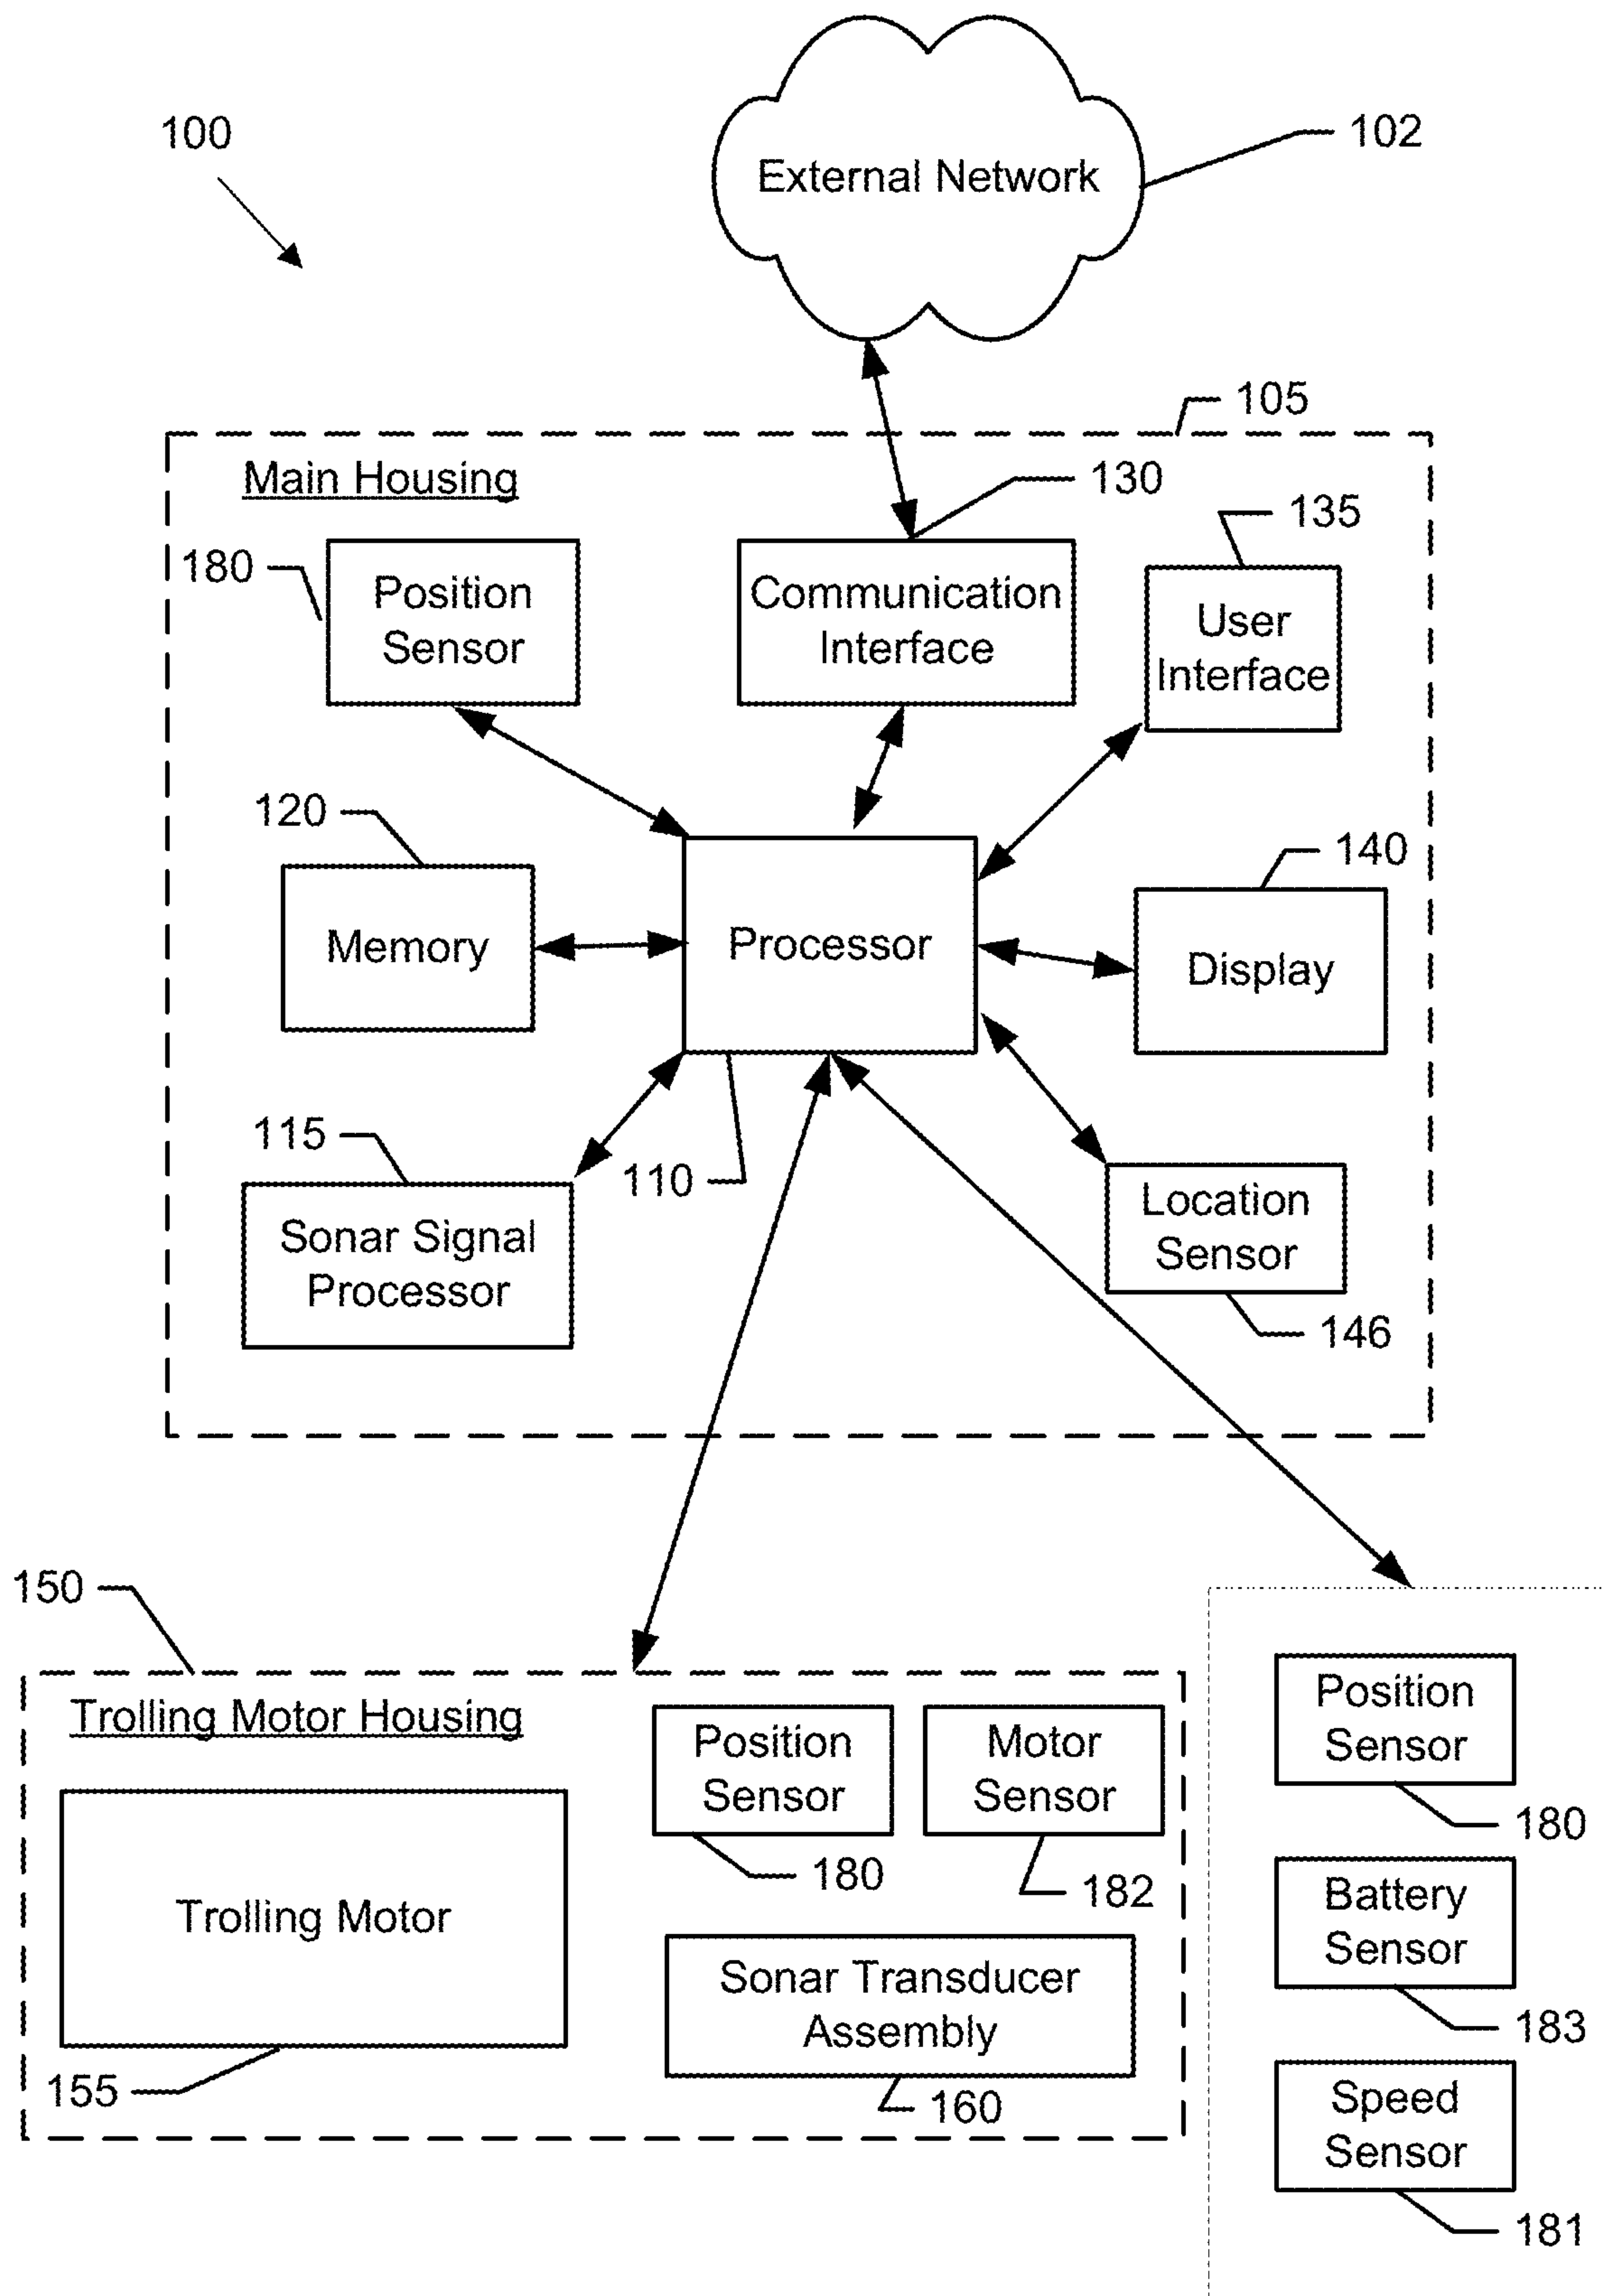 100
External Network
102
105
Main Housing
130
135
180
Position
Sensor
Communication
Interface
User
Interface
120
140
Memory
Processor
Display
115
110
Sonar Signal
Processor
Location
Sensor
146
150
Trolling Motor Housing
Position
Sensor
180
Motor
Sensor
182
Trolling Motor
155
Sonar Transducer
Assembly
160
Position
Sensor
180
Battery
Sensor
183
Speed
Sensor
181